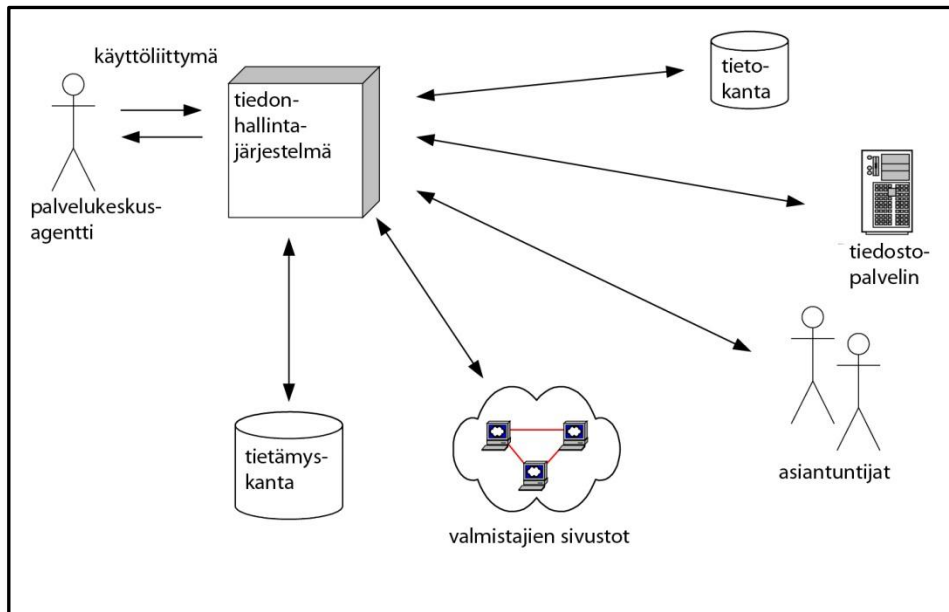 käyttöliittymä
palvelukeskus-
agentti
tiedon-
hallinta-
järjestelmä
tieto-
kanta
tiedosto-
palvelin
asiantuntijat
valmistajien sivustot
tietämys-
kanta